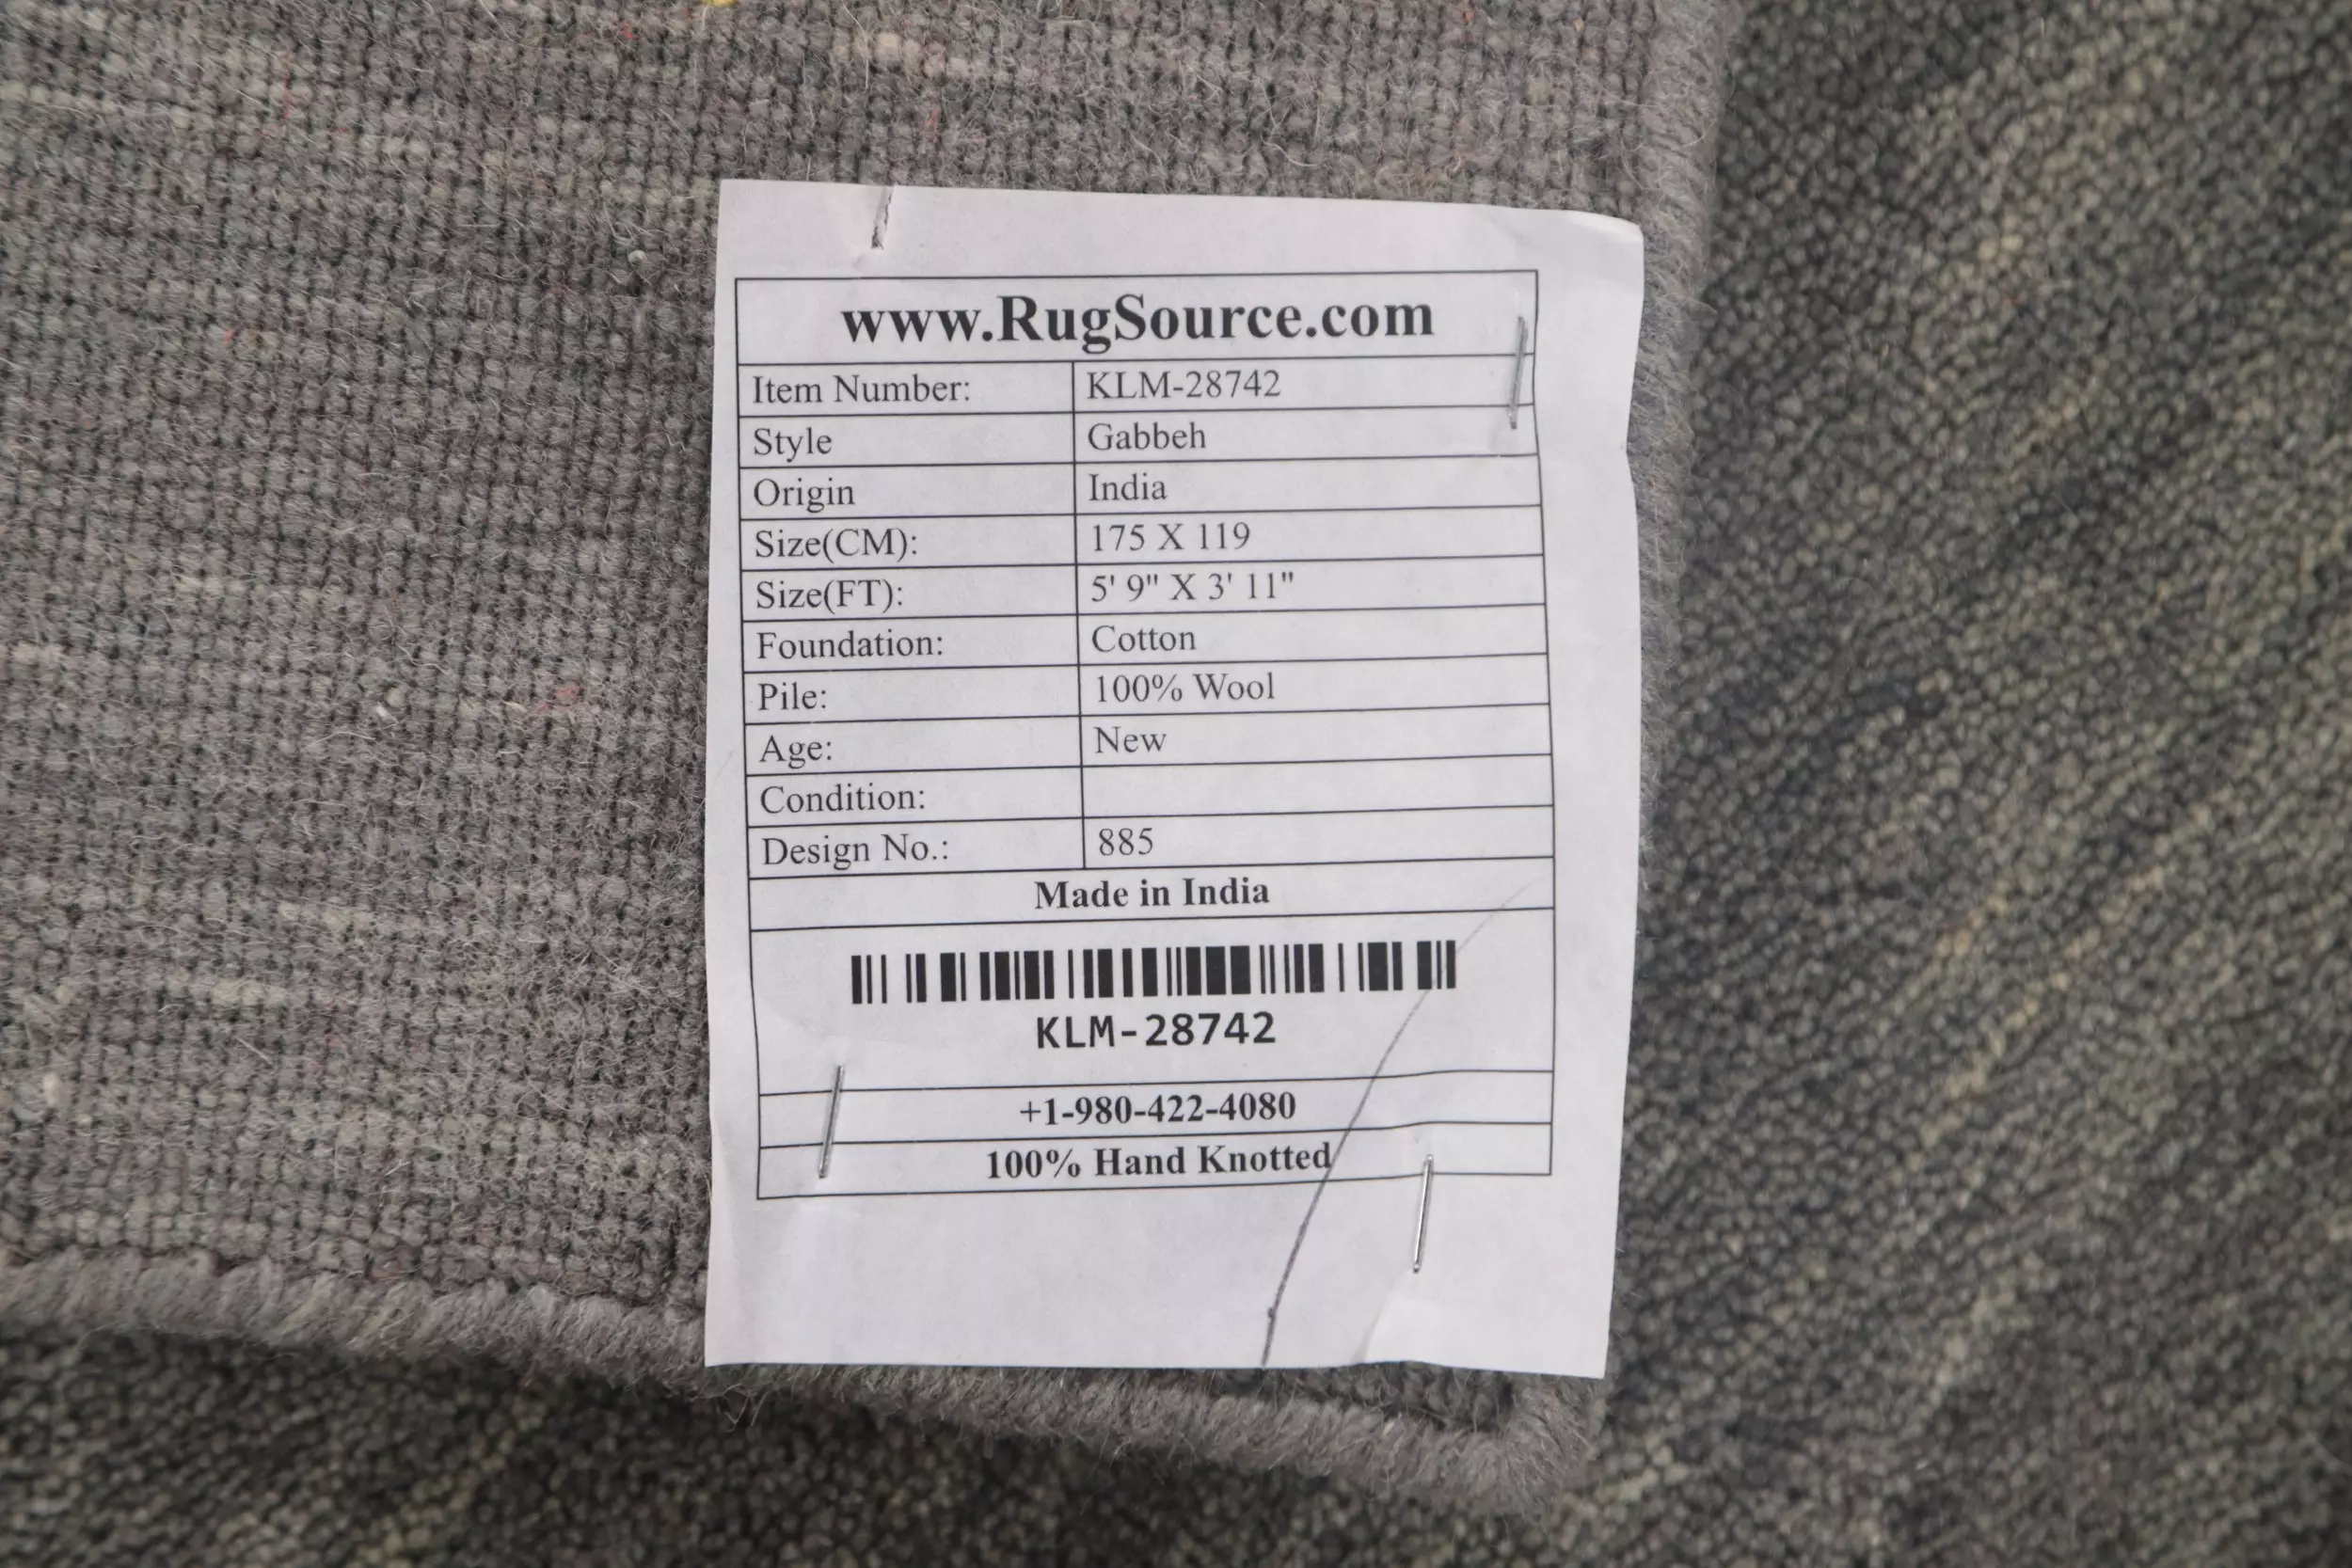 www.RugSource.com
Item Number: KLM-28742
Style Gabbeh
Origin India
Size(CM): 175 X 119
Size(FT): 5' 9" X 3' 11"
Foundation: Cotton
Pile: 100% Wool
Age: New
Condition:
Design No.: 885
Made in India
KLM-28742
+1-980-422-4080
100% Hand Knotted